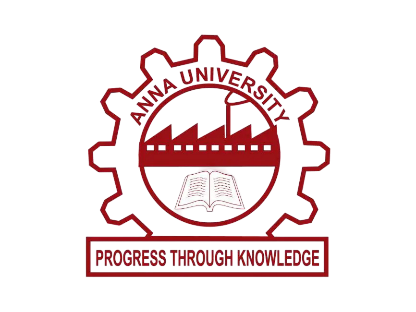 ANNA UNIVERSITY
PROGRESS THROUGH KNOWLEDGE